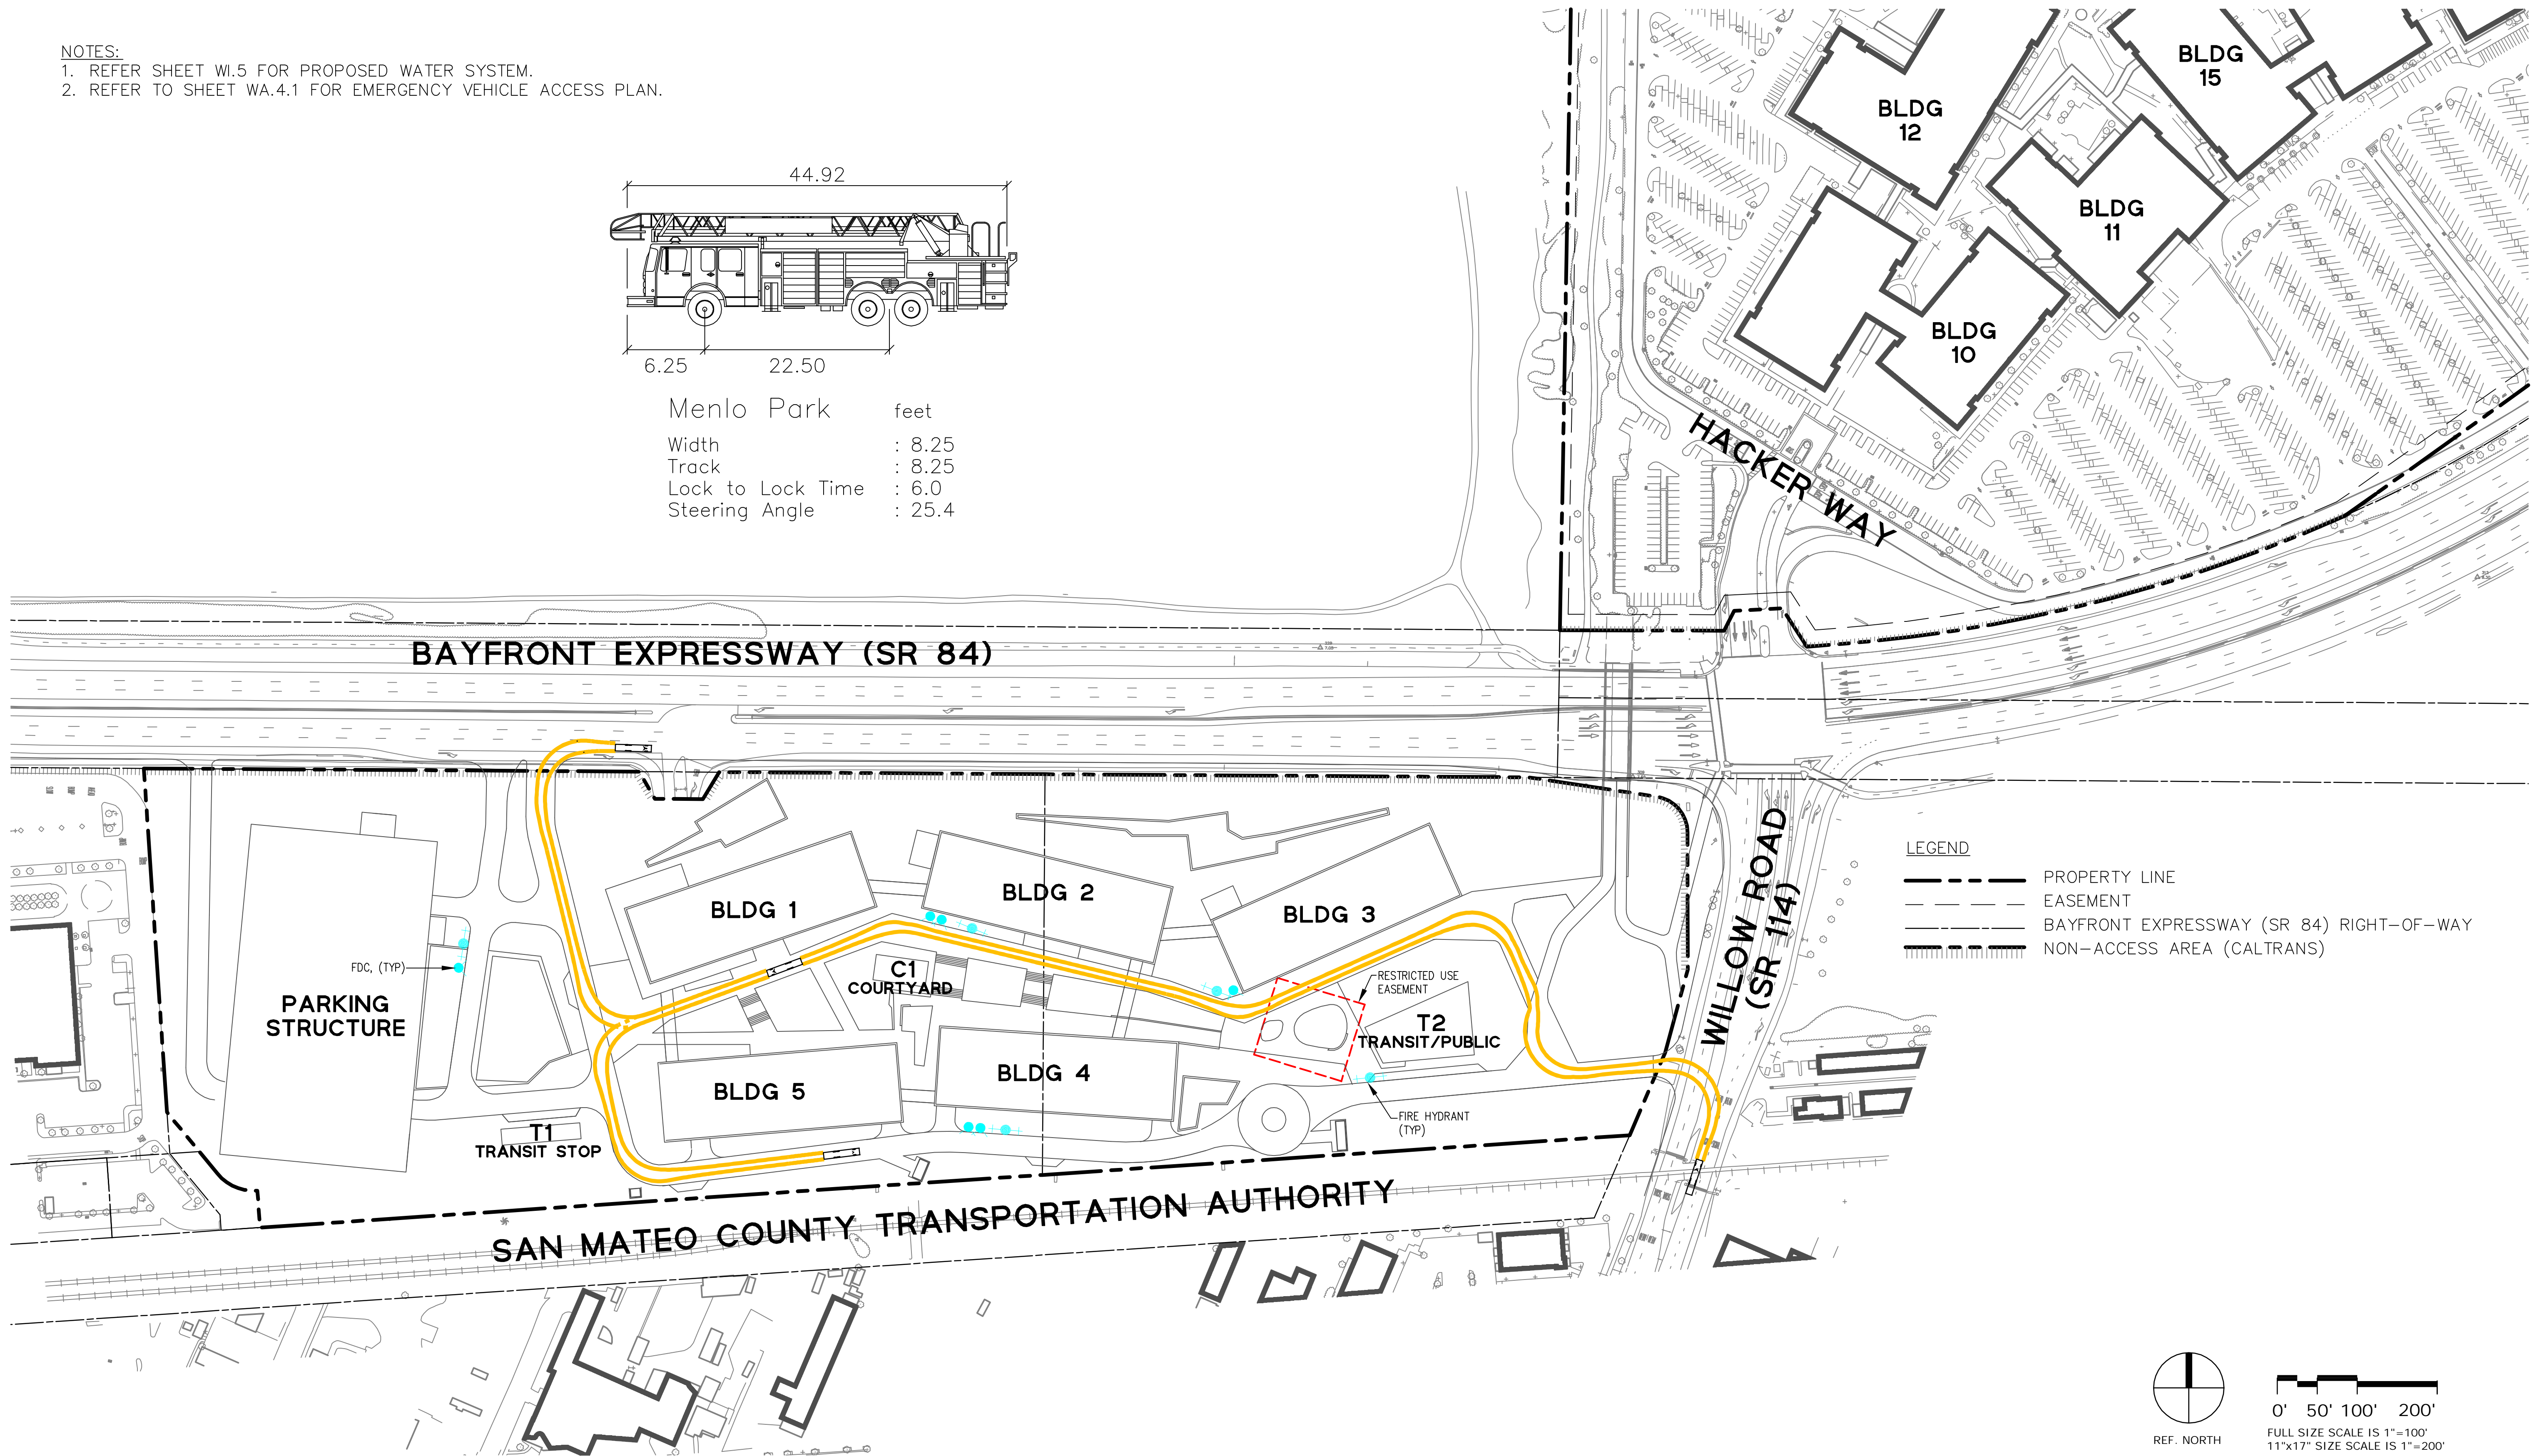 NOTES:
1. REFER SHEET WI.5 FOR PROPOSED WATER SYSTEM.
2. REFER TO SHEET WA.4.1 FOR EMERGENCY VEHICLE ACCESS PLAN.
44.92
6.25
22.50
Menlo Park feet
Width : 8.25
Track : 8.25
Lock to Lock Time : 6.0
Steering Angle : 25.4
BLDG
15
BLDG
12
BLDG
11
BLDG
10
HACKER WAY
BAYFRONT EXPRESSWAY (SR 84)
WILLOW ROAD
(SR 114)
LEGEND
PROPERTY LINE
EASEMENT
BAYFRONT EXPRESSWAY (SR 84) RIGHT-OF-WAY
NON-ACCESS AREA (CALTRANS)
BLDG 1
BLDG 2
BLDG 3
FDC, (TYP)
PARKING
STRUCTURE
C1
COURTYARD
RESTRICTED USE
EASEMENT
T2
TRANSIT/PUBLIC
BLDG 5
BLDG 4
FIRE HYDRANT
(TYP)
T1
TRANSIT STOP
SAN MATEO COUNTY TRANSPORTATION AUTHORITY
REF. NORTH
0' 50' 100' 200'
FULL SIZE SCALE IS 1"=100'
11"x17" SIZE SCALE IS 1"=200'